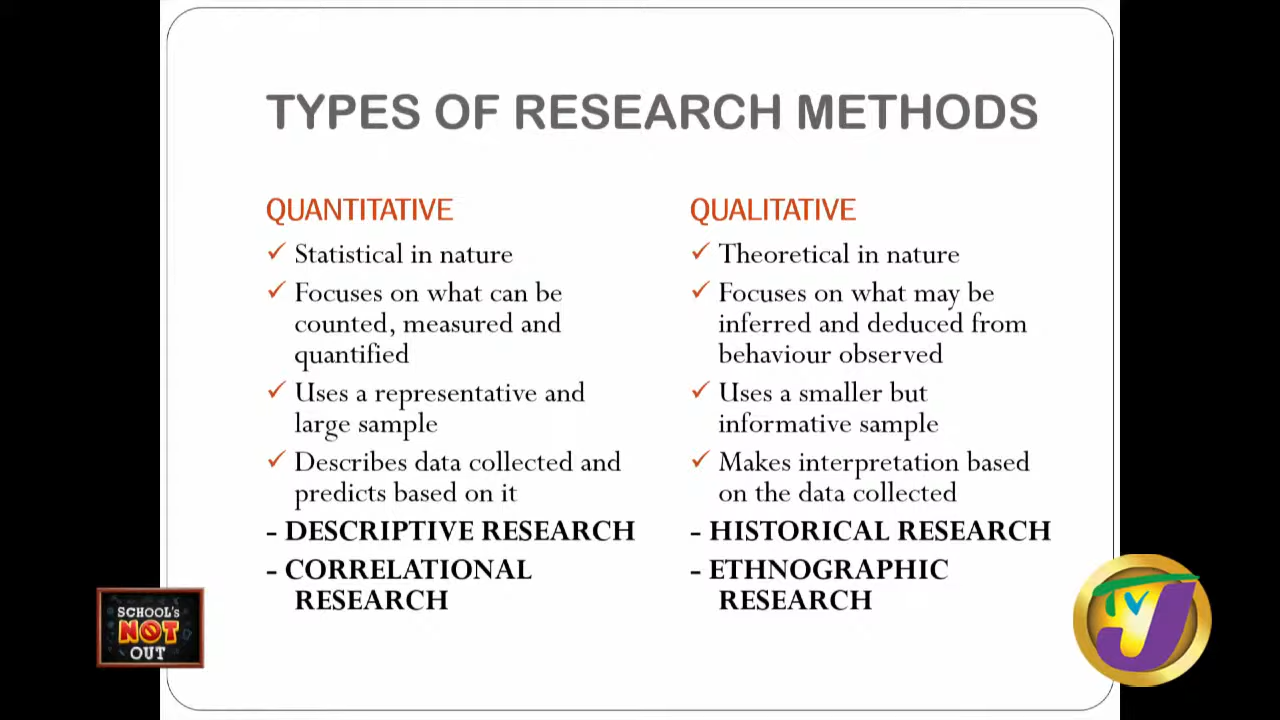 TYPES OF RESEARCH METHODS
QUANTITATIVE
✓ Statistical in nature
✓ Focuses on what can be
counted, measured and
quantified
✓ Uses a representative and
large sample
✓ Describes data collected and
predicts based on it
- DESCRIPTIVE RESEARCH
- CORRELATIONAL
RESEARCH
QUALITATIVE
✓ Theoretical in nature
✓ Focuses on what may be
inferred and deduced from
behaviour observed
✓ Uses a smaller but
informative sample
✓ Makes interpretation based
on the data collected
- HISTORICAL RESEARCH
- ETHNOGRAPHIC
RESEARCH
SCHOOL's
NOT
OUT
TVJ